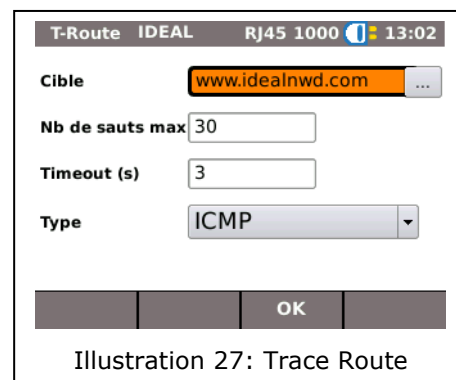 T-Route IDEAL RJ45 1000 13:02
Cible www.idealnwd.com ...
Nb de sauts max 30
Timeout (s) 3
Type ICMP
OK
Illustration 27: Trace Route